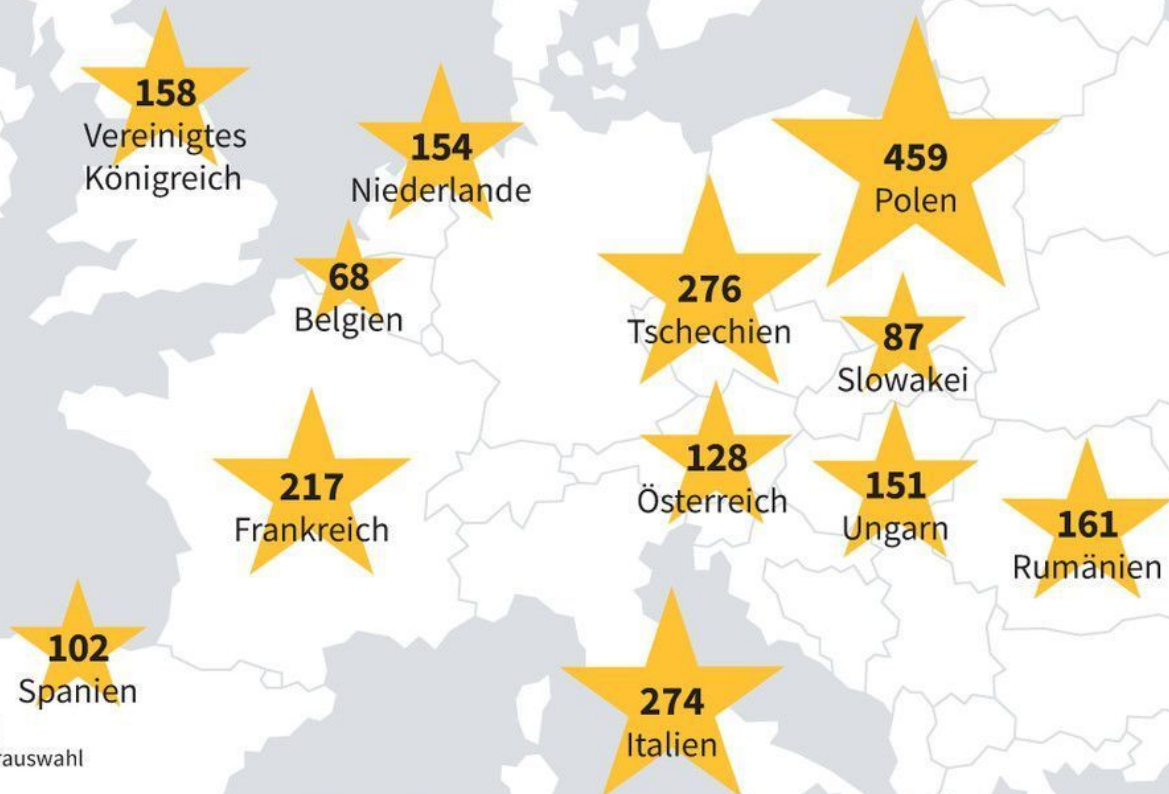 158
Vereinigtes
Königreich
154
Niederlande
459
Polen
68
Belgien
276
Tschechien
87
Slowakei
217
Frankreich
128
Österreich
151
Ungarn
161
Rumänien
102
Spanien
274
Italien